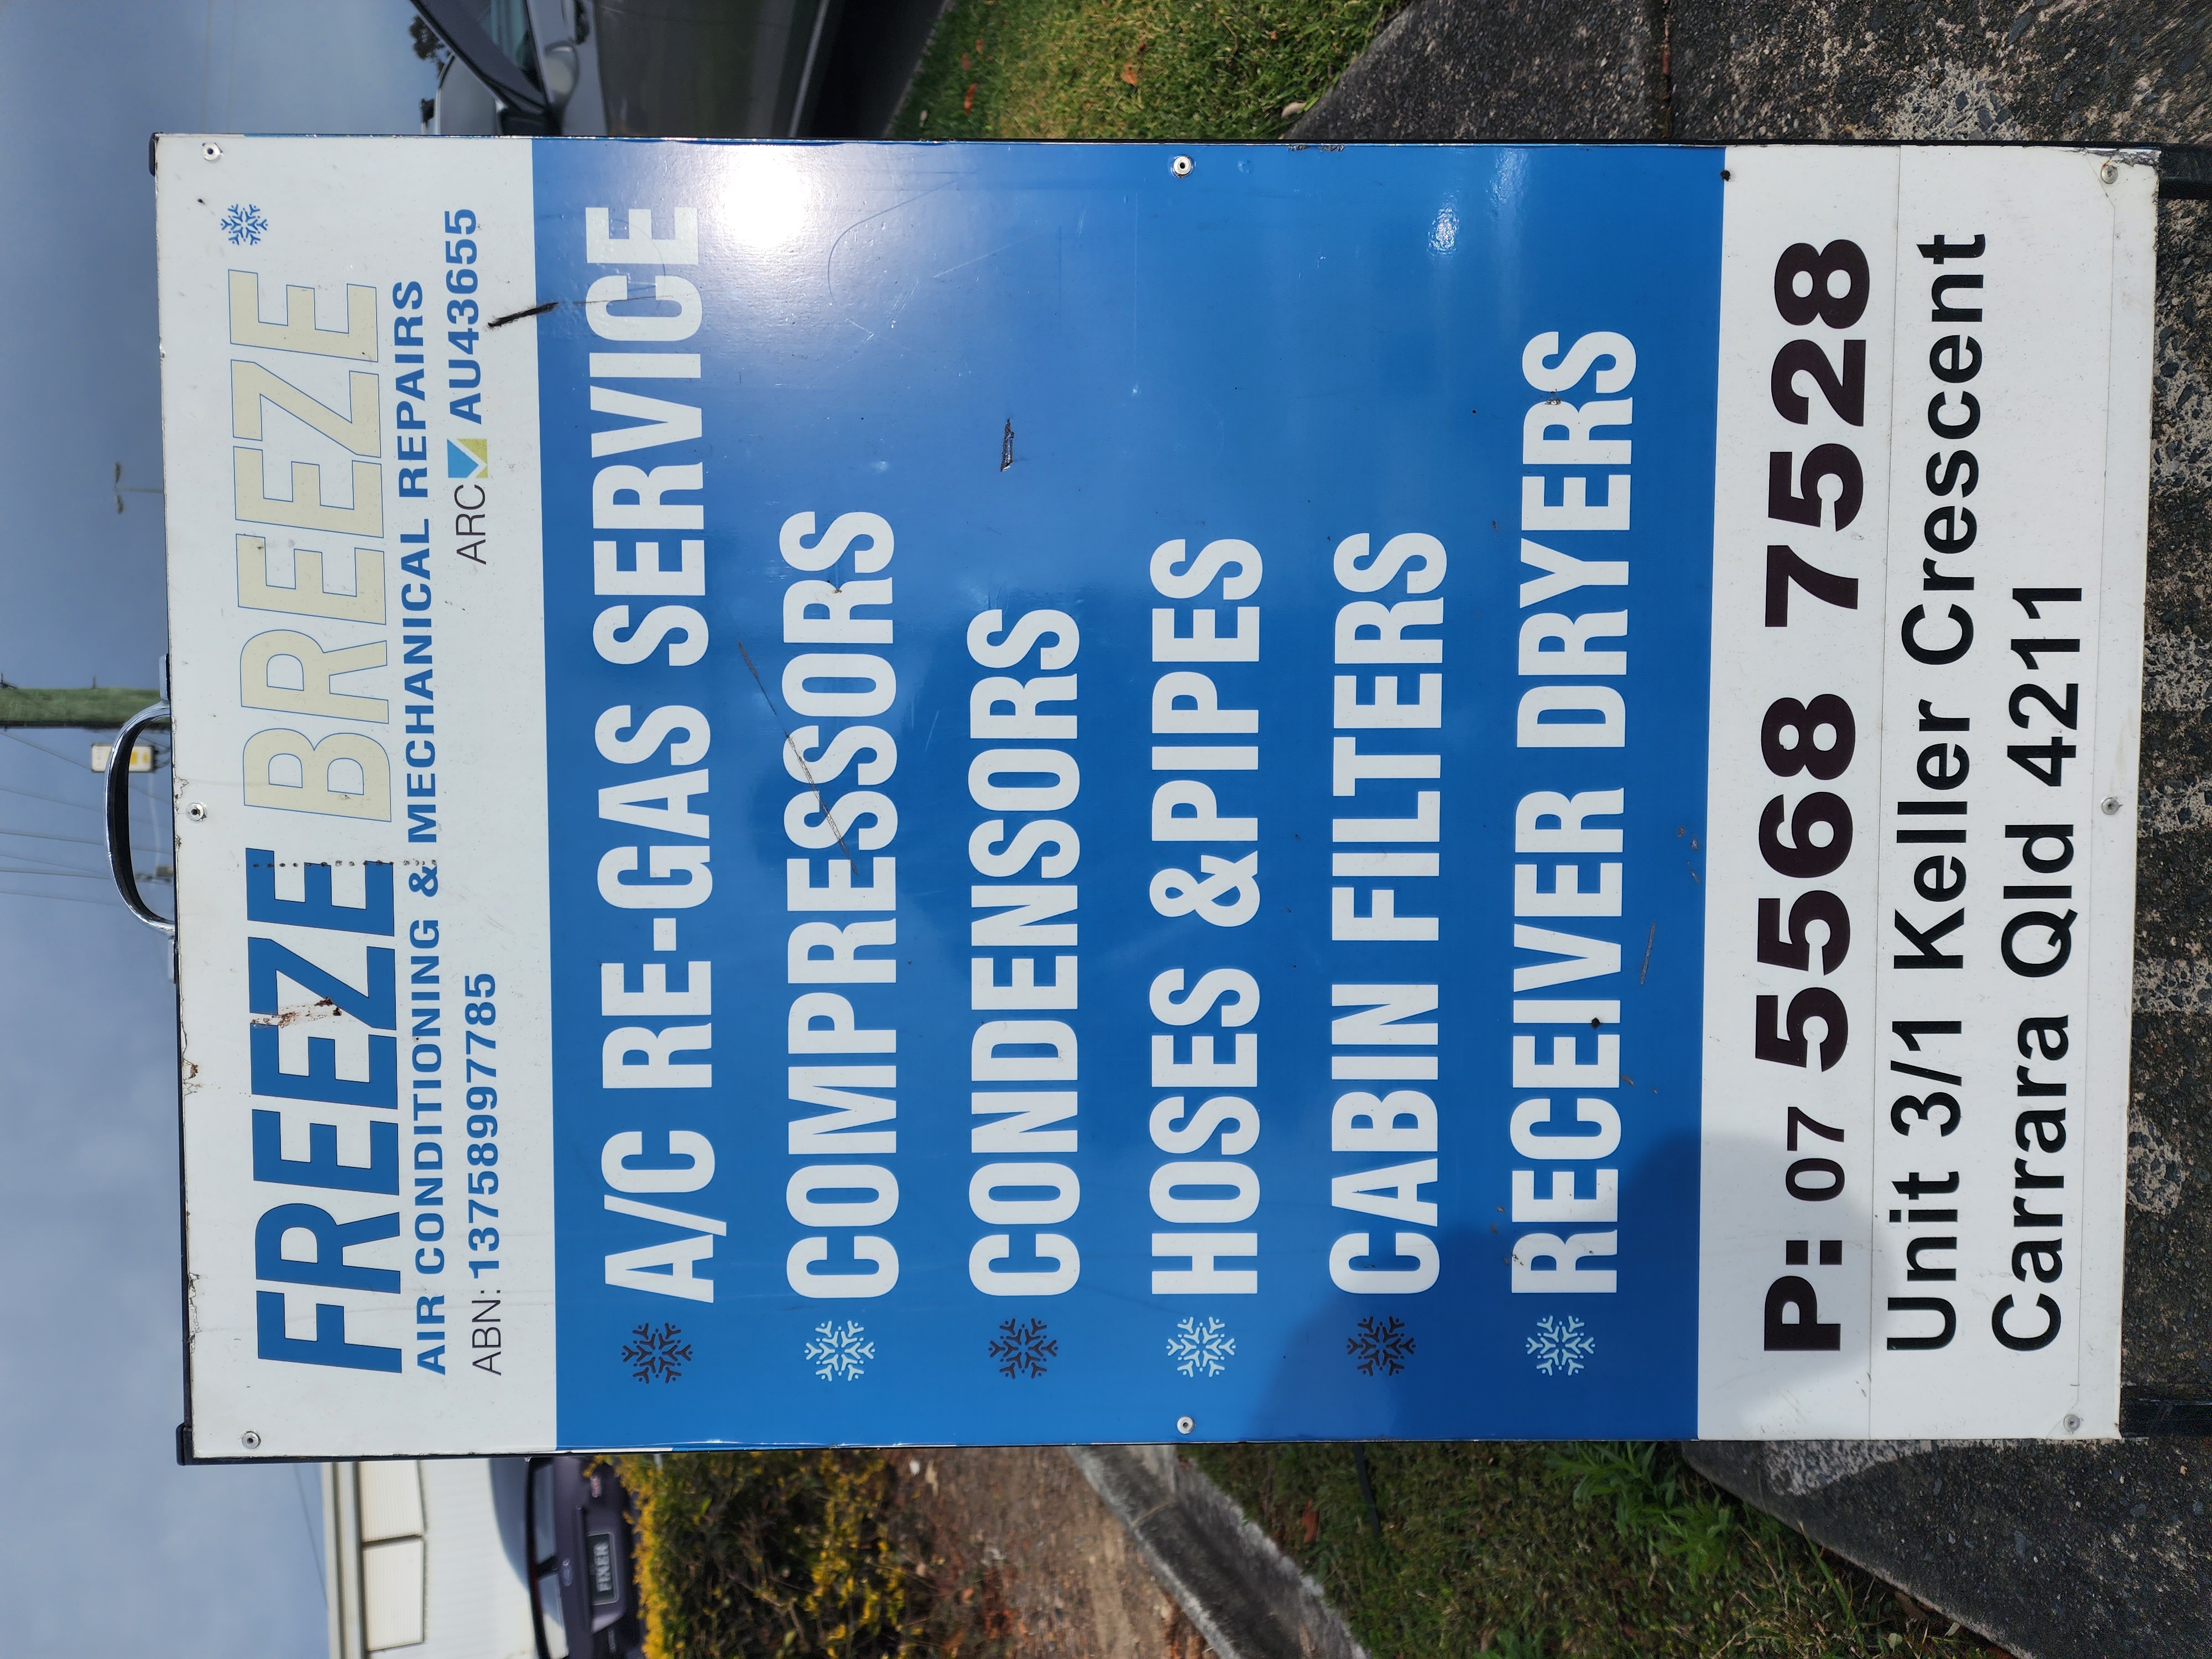 FREEZE BREEZE
AIR CONDITIONING & MECHANICAL REPAIRS
ABN: 13758997785 ARC AU43655
A/C RE-GAS SERVICE
COMPRESSORS
CONDENSORS
HOSES & PIPES
CABIN FILTERS
RECEIVER DRYERS
P: 07 5568 7528
Unit 3/1 Keller Crescent
Carrara Qld 4211
FIXEH